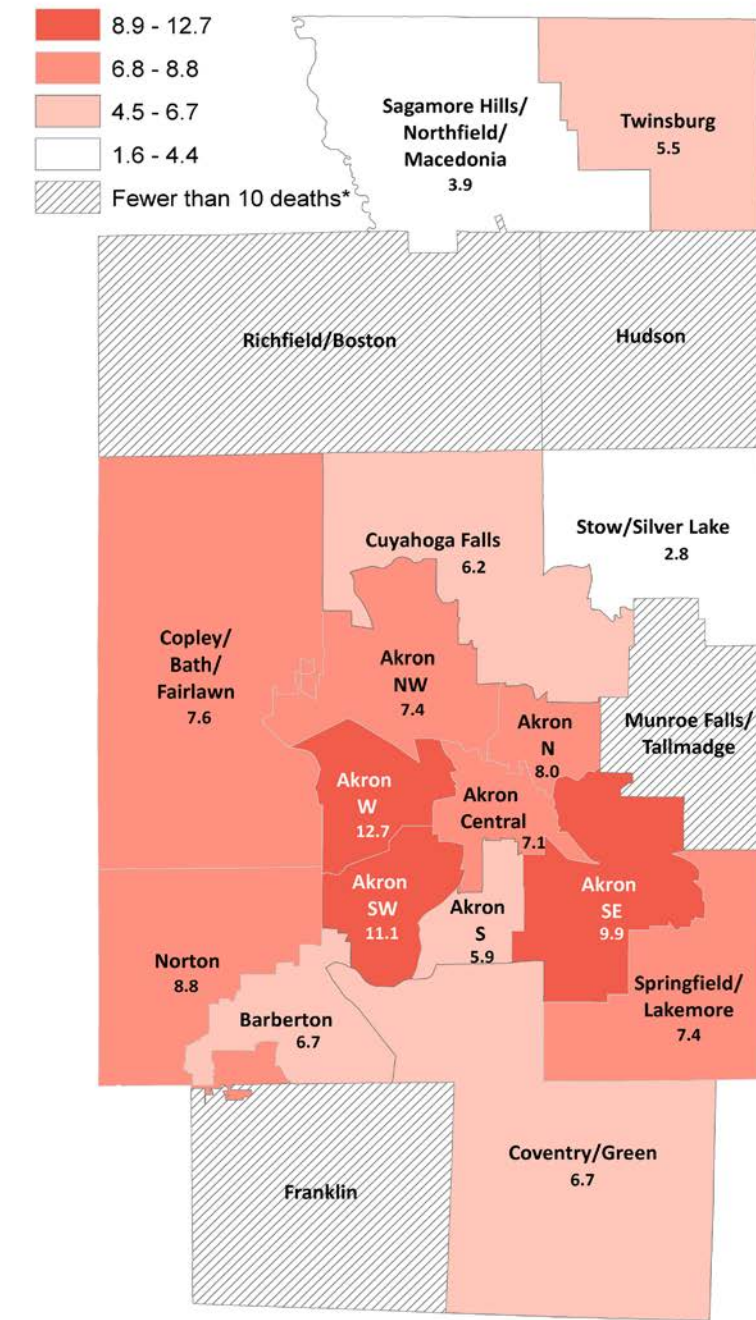 8.9 - 12.7
6.8 - 8.8
4.5 - 6.7
1.6 - 4.4
Fewer than 10 deaths*
Sagamore Hills/
Northfield/
Macedonia
3.9
Twinsburg
5.5
Richfield/Boston
Hudson
Cuyahoga Falls
6.2
Stow/Silver Lake
2.8
Copley/
Bath/
Fairlawn
7.6
Akron
NW
7.4
Akron
N
8.0
Munroe Falls/
Tallmadge
Akron
W
12.7
Akron
Central
7.1
Akron
SW
11.1
Akron
S
5.9
Akron
SE
9.9
Norton
8.8
Barberton
6.7
Springfield/
Lakemore
7.4
Coventry/Green
6.7
Franklin